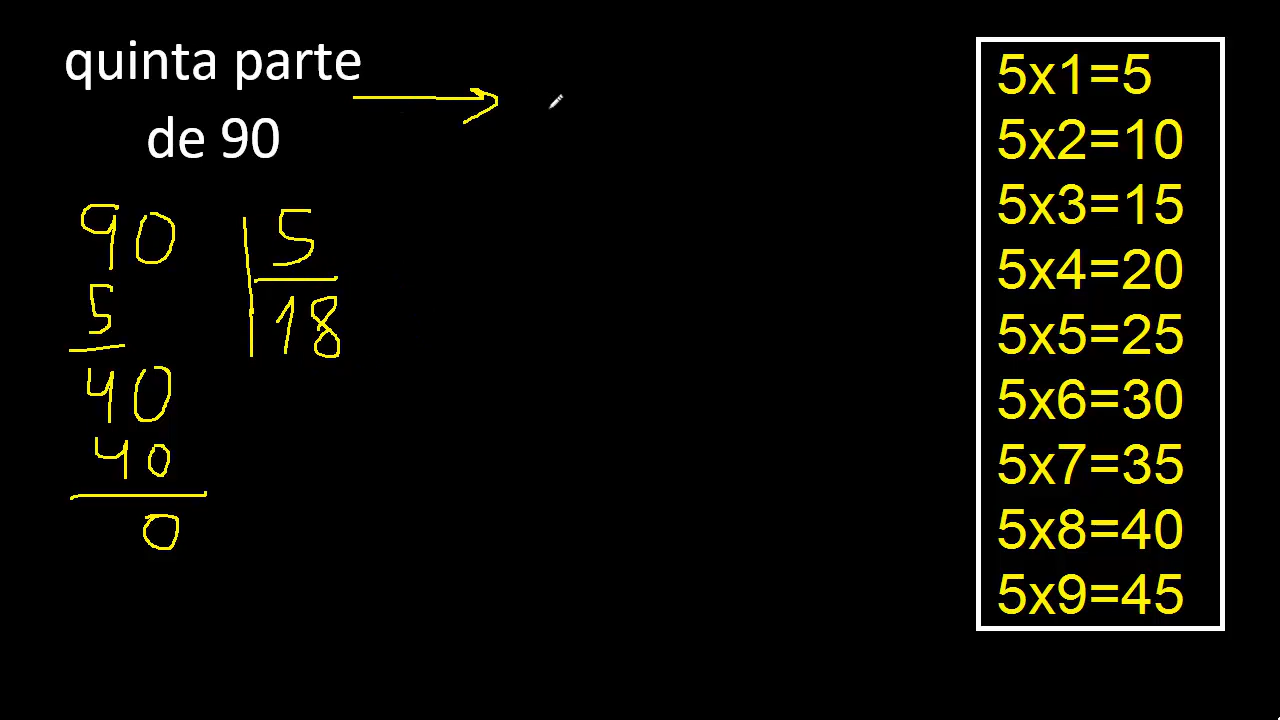 quinta parte
de 90
90 5
5 18
40
40
0
5x1=5
5x2=10
5x3=15
5x4=20
5x5=25
5x6=30
5x7=35
5x8=40
5x9=45